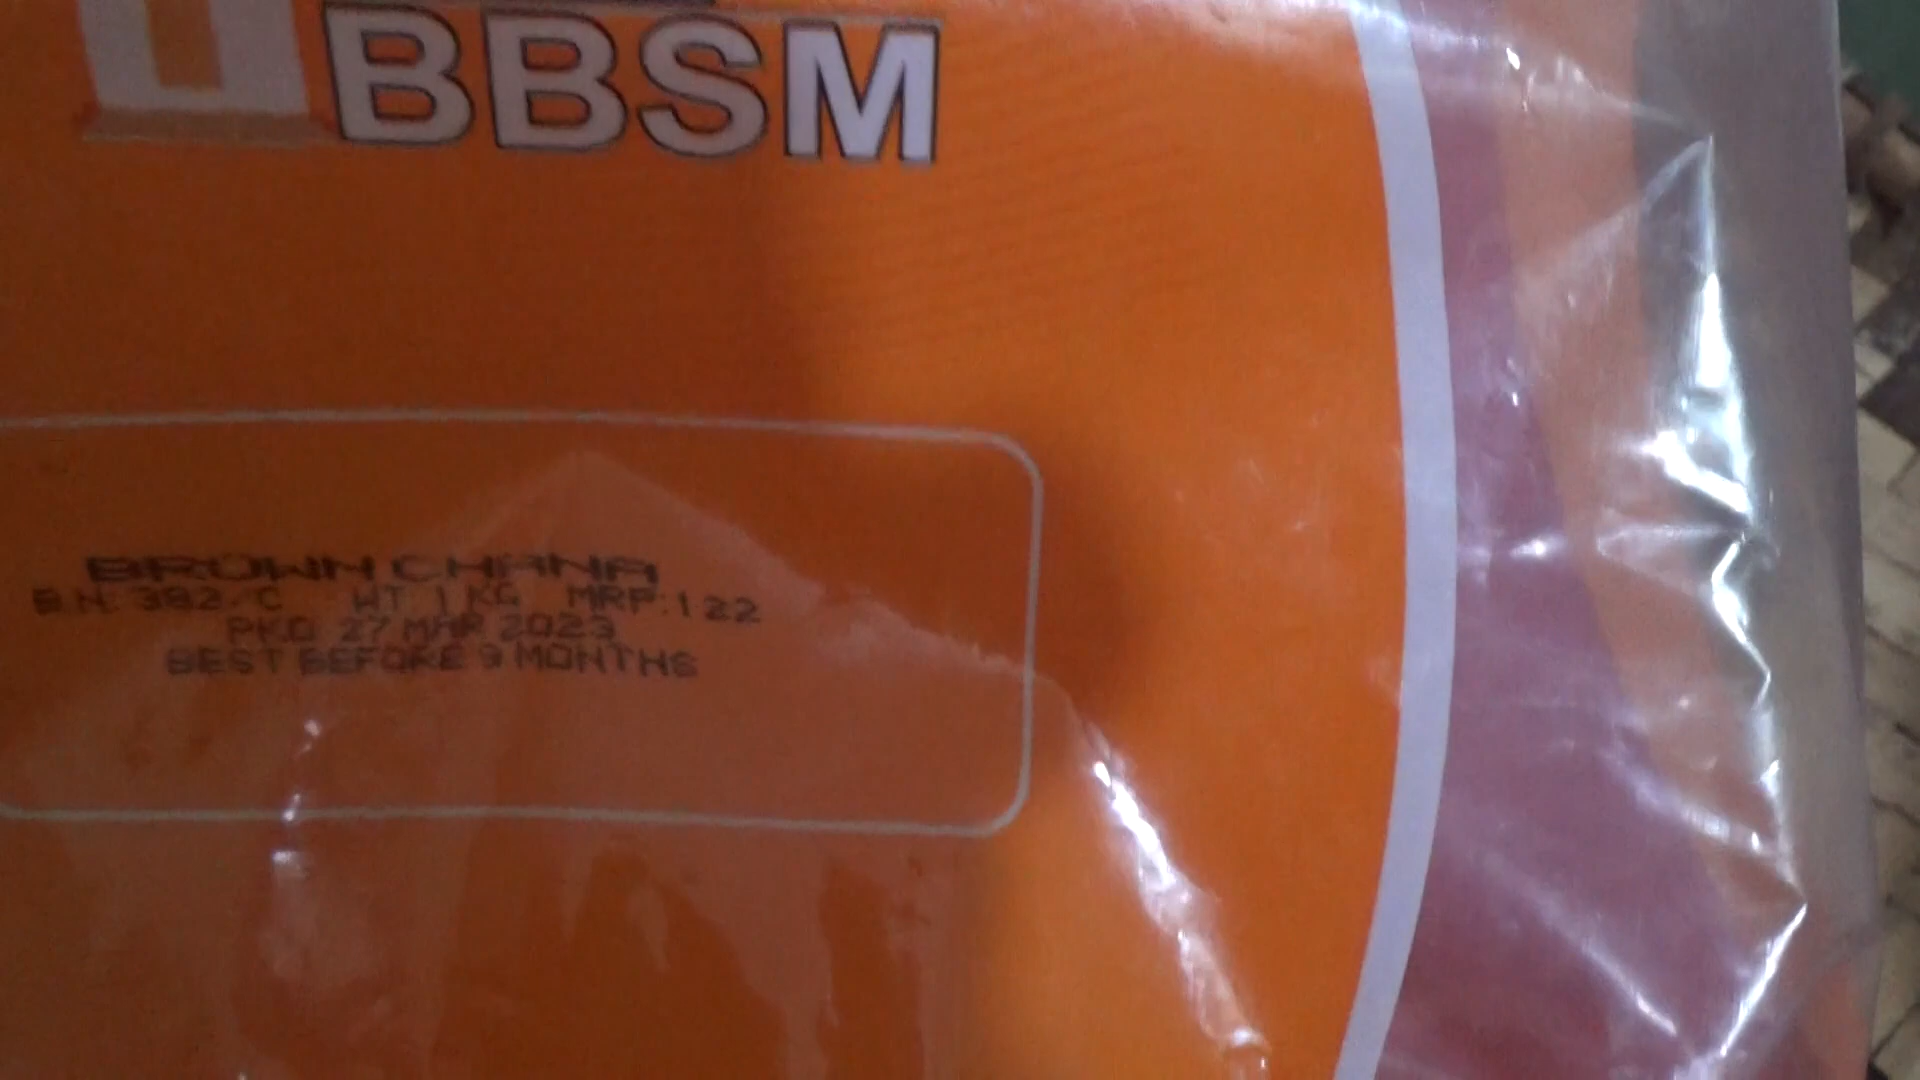 BBSM
BROWN CHANA
B.N: 382/C WT 1 KG MRP:122
PKD 27 MAR 2023
BEST BEFORE 9 MONTHS